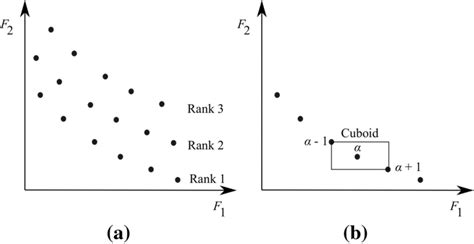 F2
Rank 3
Rank 2
Rank 1
F1
(a)
F2
Cuboid
α - 1
α
α + 1
F1
(b)